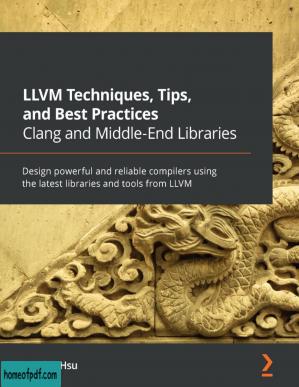 LLVM Techniques, Tips,
and Best Practices
Clang and Middle-End Libraries
Design powerful and reliable compilers using
the latest libraries and tools from LLVM
Hsu
homeofpdf.com